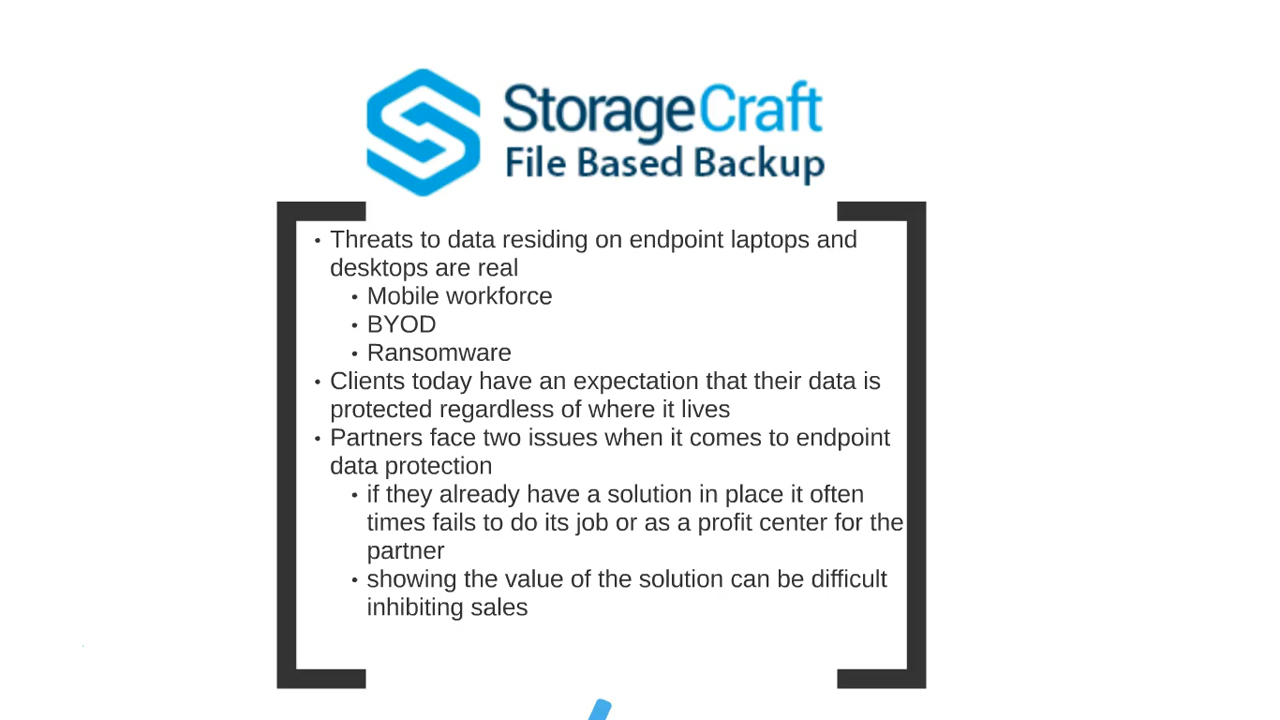 StorageCraft
File Based Backup
• Threats to data residing on endpoint laptops and
desktops are real
• Mobile workforce
• BYOD
• Ransomware
• Clients today have an expectation that their data is
protected regardless of where it lives
• Partners face two issues when it comes to endpoint
data protection
• if they already have a solution in place it often
times fails to do its job or as a profit center for the
partner
• showing the value of the solution can be difficult
inhibiting sales